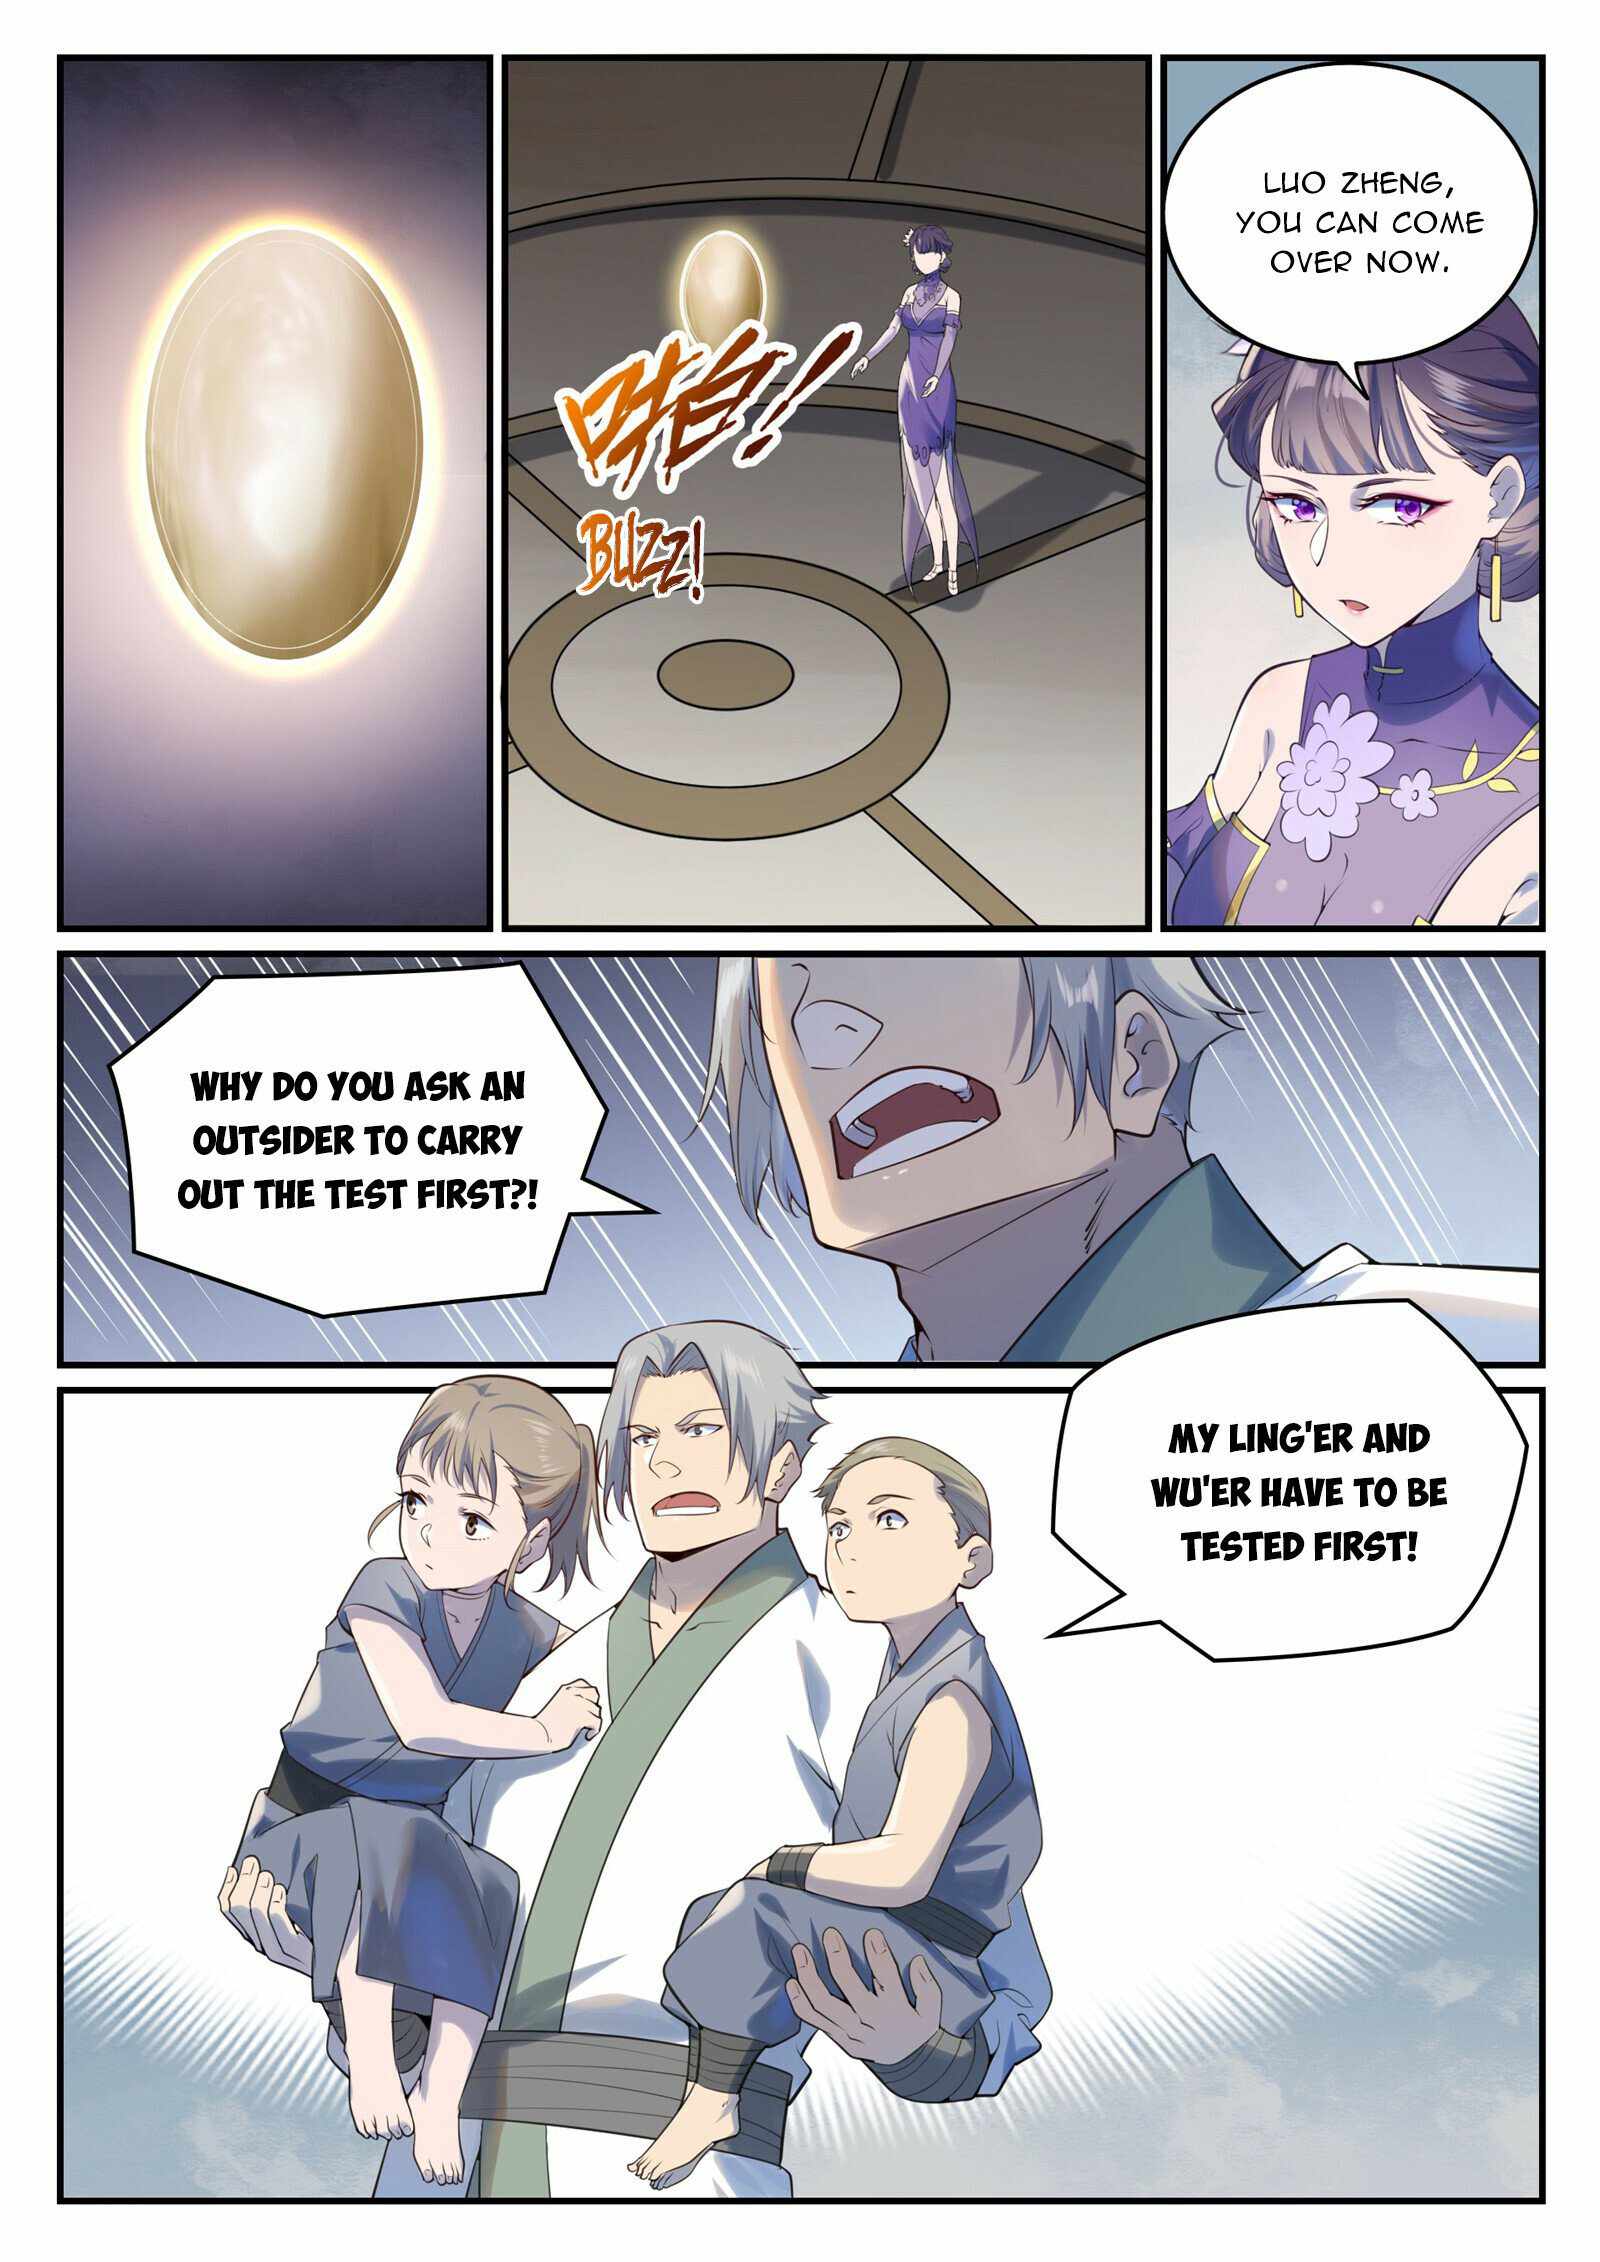 LUO ZHENG,
YOU CAN COME
OVER NOW.
BUZZ!
WHY DO YOU ASK AN
OUTSIDER TO CARRY
OUT THE TEST FIRST?!
MY LING'ER AND
WU'ER HAVE TO BE
TESTED FIRST!